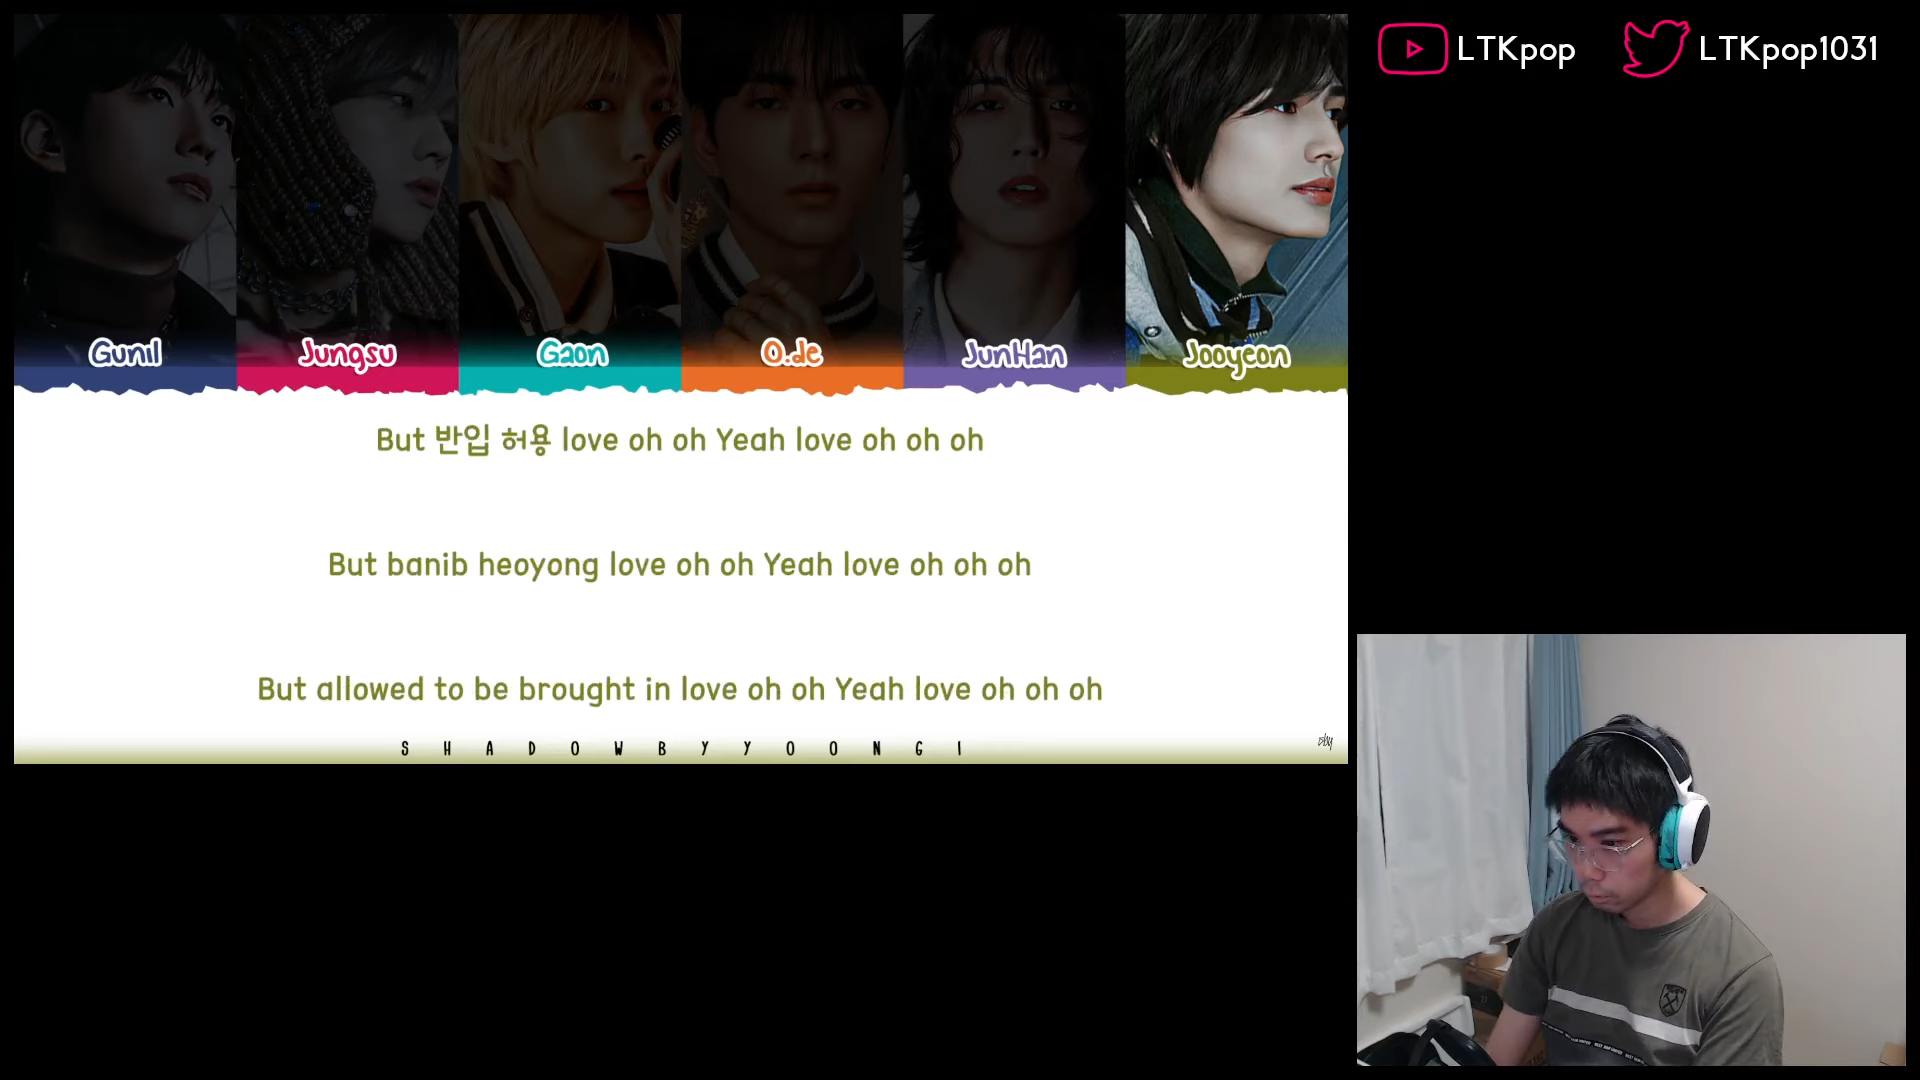 LTKpop LTKpop1031
Gunil Jungsu Gaon O.de JunHan Jooyeon
But 반입 허용 love oh oh Yeah love oh oh oh
But banib heoyong love oh oh Yeah love oh oh oh
But allowed to be brought in love oh oh Yeah love oh oh oh
SHADOWBYYOONGI
sby